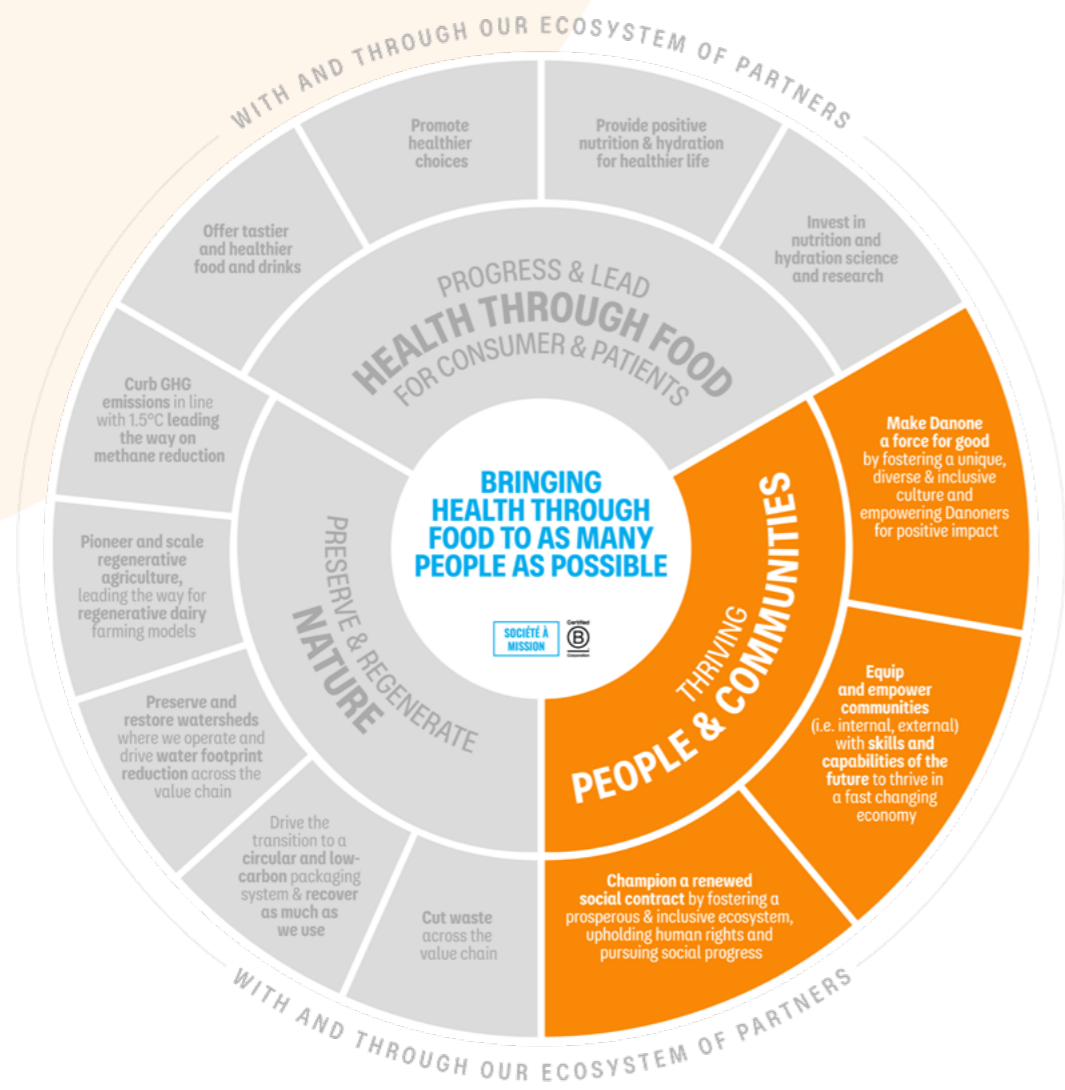 WITH AND THROUGH OUR ECOSYSTEM OF PARTNERS
Promote
healthier
choices
Provide positive
nutrition & hydration
for healthier life
Offer tastier
and healthier
food and drinks
Invest in
nutrition and
hydration science
and research
PROGRESS & LEAD
HEALTH THROUGH FOOD
FOR CONSUMER & PATIENTS
Curb GHG
emissions in line
with 1.5°C leading
the way on
methane reduction
Pioneer and scale
regenerative
agriculture,
leading the way for
regenerative dairy
farming models
Preserve and
restore watersheds
where we operate and
drive water footprint
reduction across the
value chain
Drive the
transition to a
circular and low-
carbon packaging
system & recover
as much as
we use
Cut waste
across the
value chain
PRESERVE & REGENERATE
NATURE
BRINGING
HEALTH THROUGH
FOOD TO AS MANY
PEOPLE AS POSSIBLE
SOCIÉTÉ À
MISSION
Certified
B
Corporation
THRIVING
PEOPLE & COMMUNITIES
Make Danone
a force for good
by fostering a unique,
diverse & inclusive
culture and
empowering Danoners
for positive impact
Equip
and empower
communities
(i.e. internal, external)
with skills and
capabilities of the
future to thrive in
a fast changing
economy
Champion a renewed
social contract by fostering a
prosperous & inclusive ecosystem,
upholding human rights and
pursuing social progress
WITH AND THROUGH OUR ECOSYSTEM OF PARTNERS